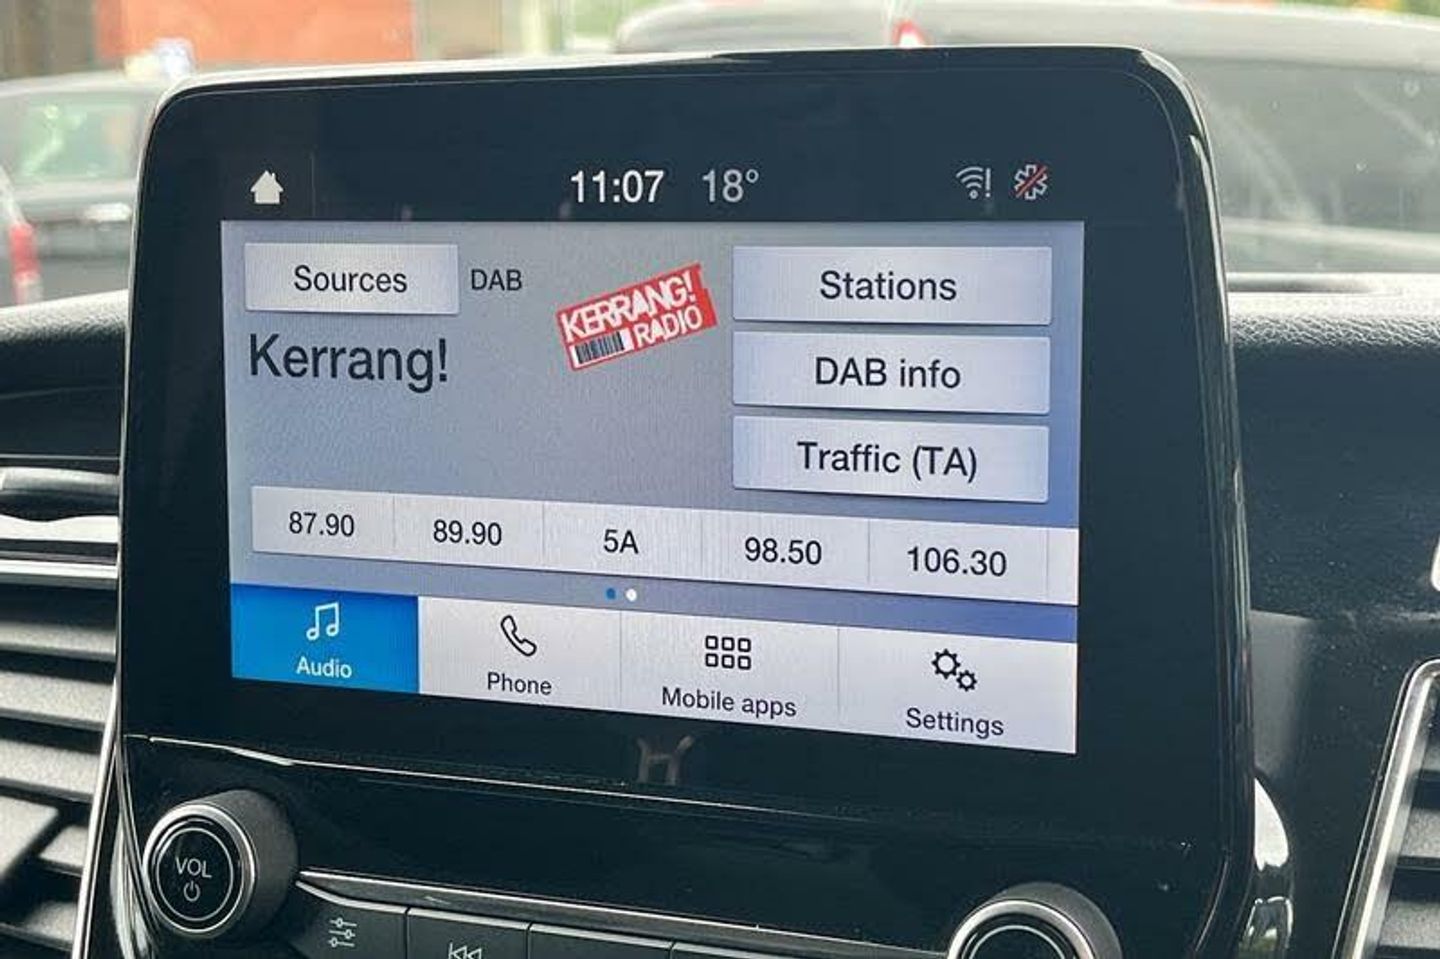 11:07 18°
Sources DAB
KERRANG!
RADIO
Stations
Kerrang!
DAB info
Traffic (TA)
87.90 89.90 5A 98.50 106.30
Audio Phone Mobile apps Settings
VOL